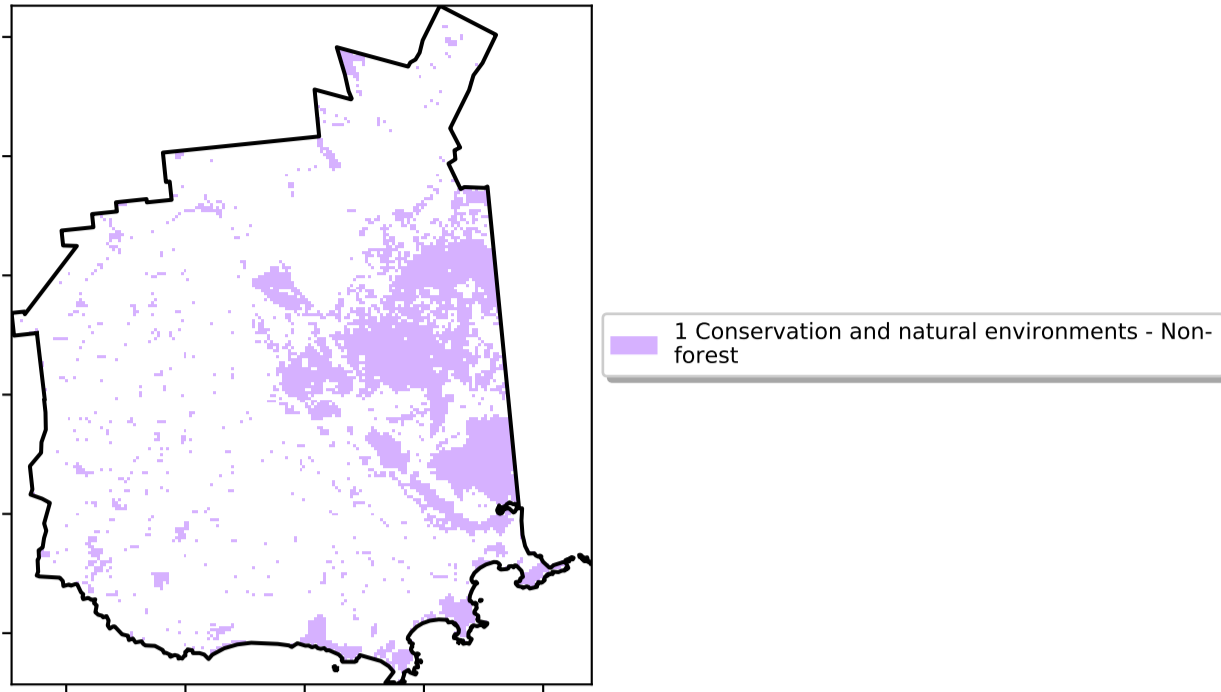 1 Conservation and natural environments - Non-
forest